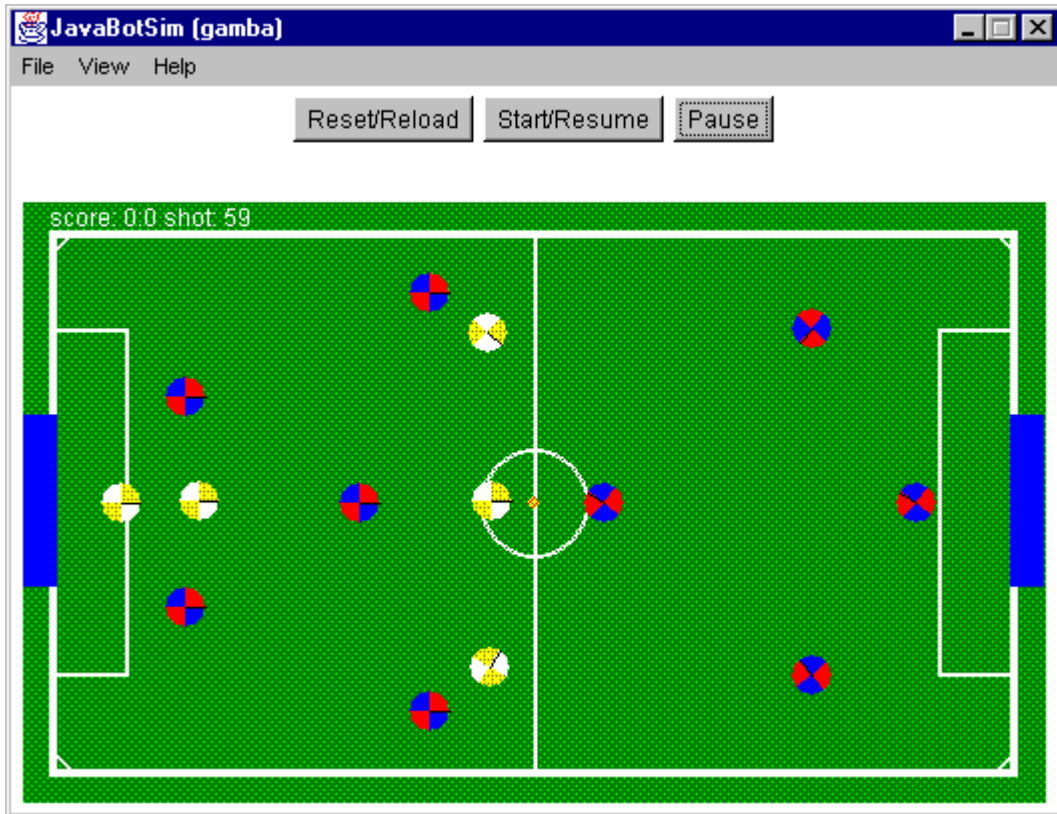 JavaBotSim (gamba)
File View Help
Reset/Reload Start/Resume Pause
score: 0:0 shot: 59